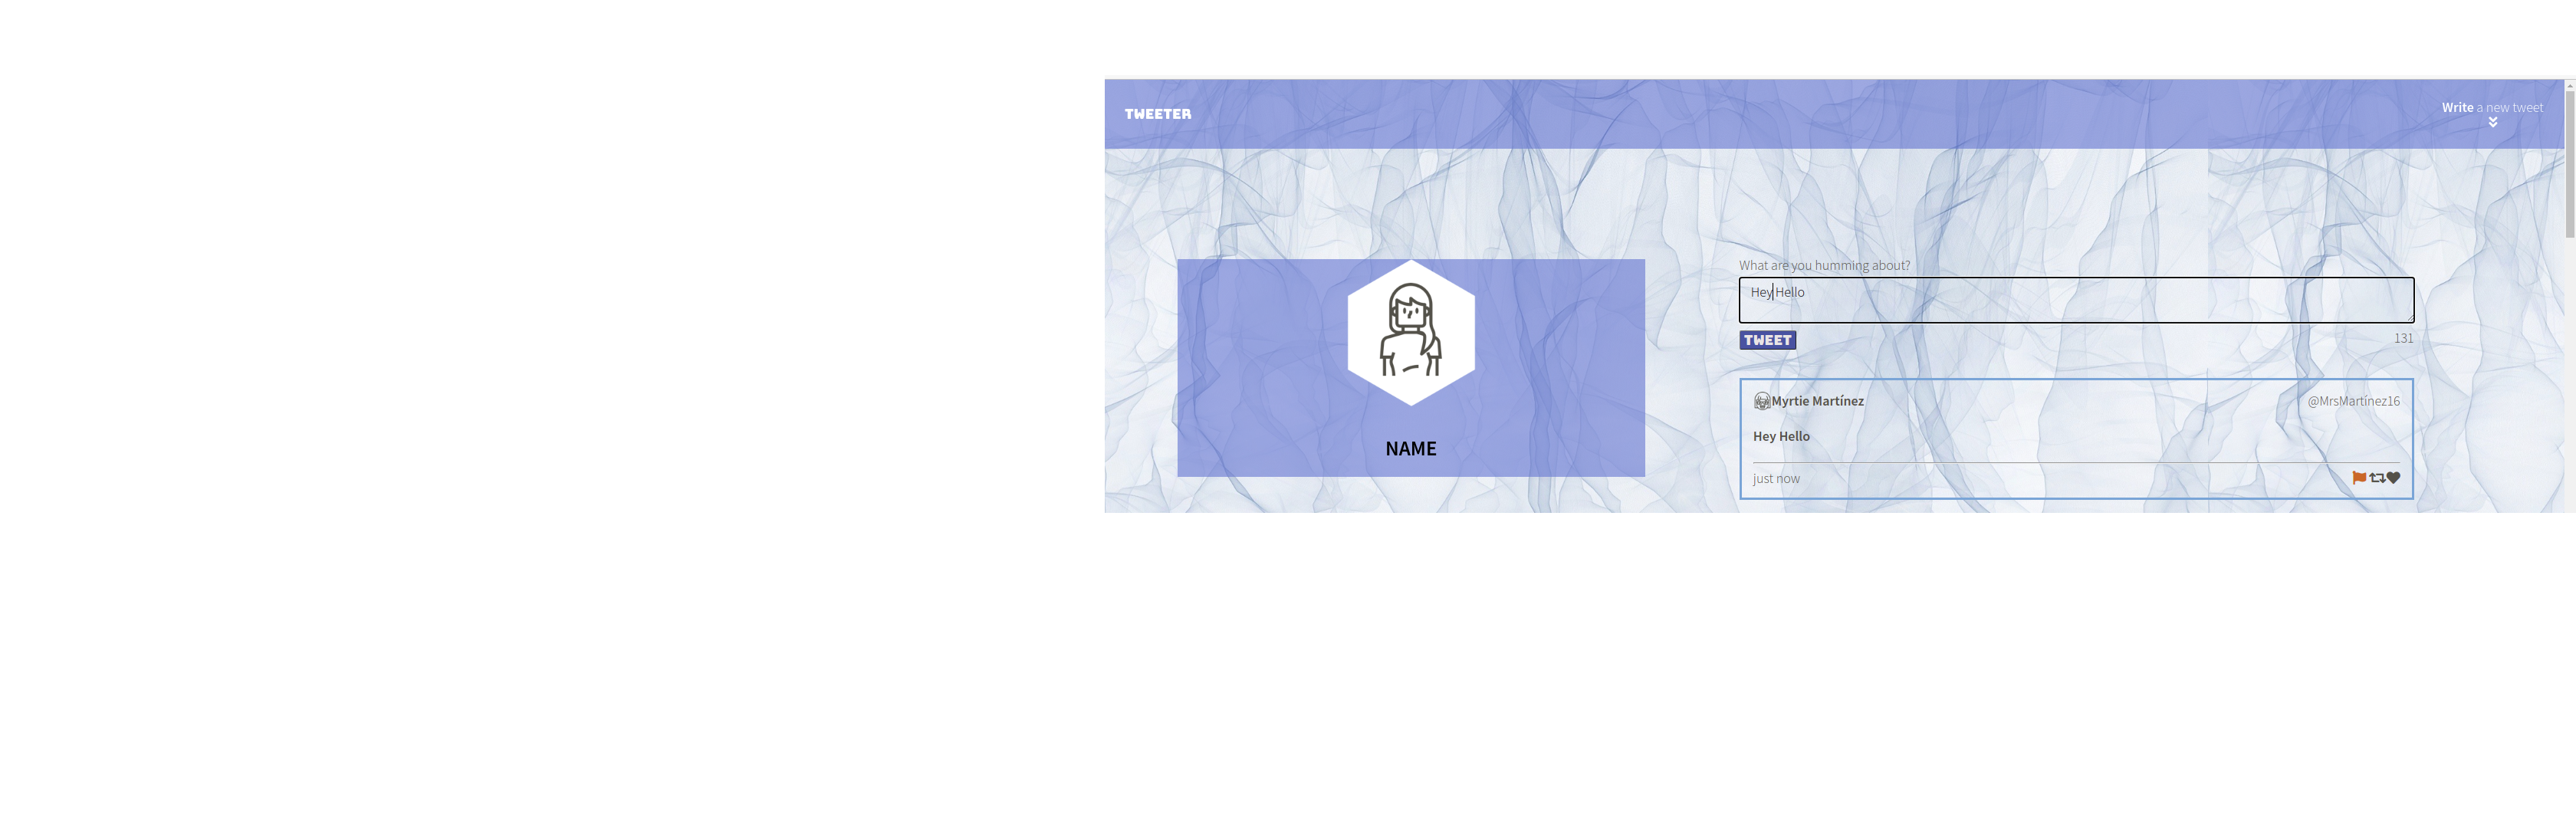 TWEETER
Write a new tweet
What are you humming about?
Hey Hello
TWEET
131
NAME
Myrtie Martínez
@MrsMartínez16
Hey Hello
just now